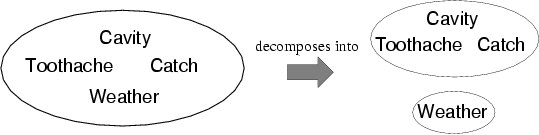 Cavity
Toothache Catch
Weather
decomposes into
Cavity
Toothache Catch
Weather